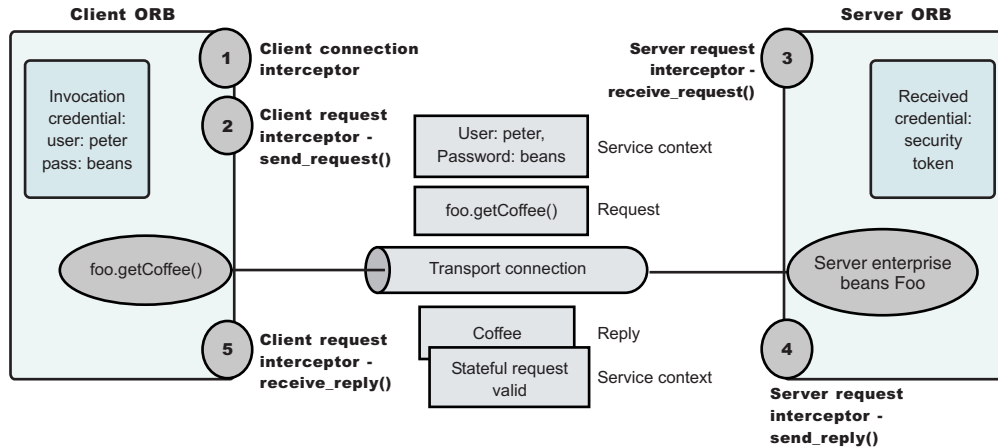 Client ORB
Server ORB
1
Client connection
interceptor
Server request
interceptor -
receive_request()
3
Invocation
credential:
user: peter
pass: beans
2
Client request
interceptor -
send_request()
User: peter,
Password: beans
Service context
Received
credential:
security
token
foo.getCoffee()
Request
foo.getCoffee()
Transport connection
Server enterprise
beans Foo
5
Client request
interceptor -
receive_reply()
Coffee
Reply
Stateful request
valid
Service context
4
Server request
interceptor -
send_reply()